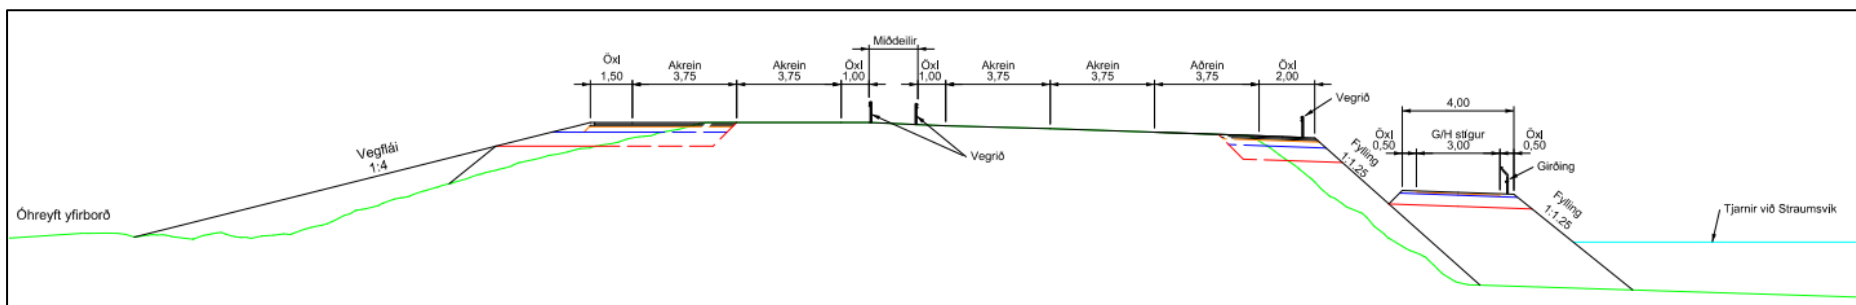 Miðdeilir
Öxl
1,50
Akrein
3,75
Akrein
3,75
Öxl
1,00
Öxl
1,00
Akrein
3,75
Akrein
3,75
Aðrein
3,75
Öxl
2,00
Vegrið
4,00
Öxl
0,50
G/H stígur
3,00
Öxl
0,50
Girðing
Vegflái
1:4
Vegrið
Fylling
1:1.25
Fylling
1:1.25
Óhreyft yfirborð
Tjarnir við Straumsvík